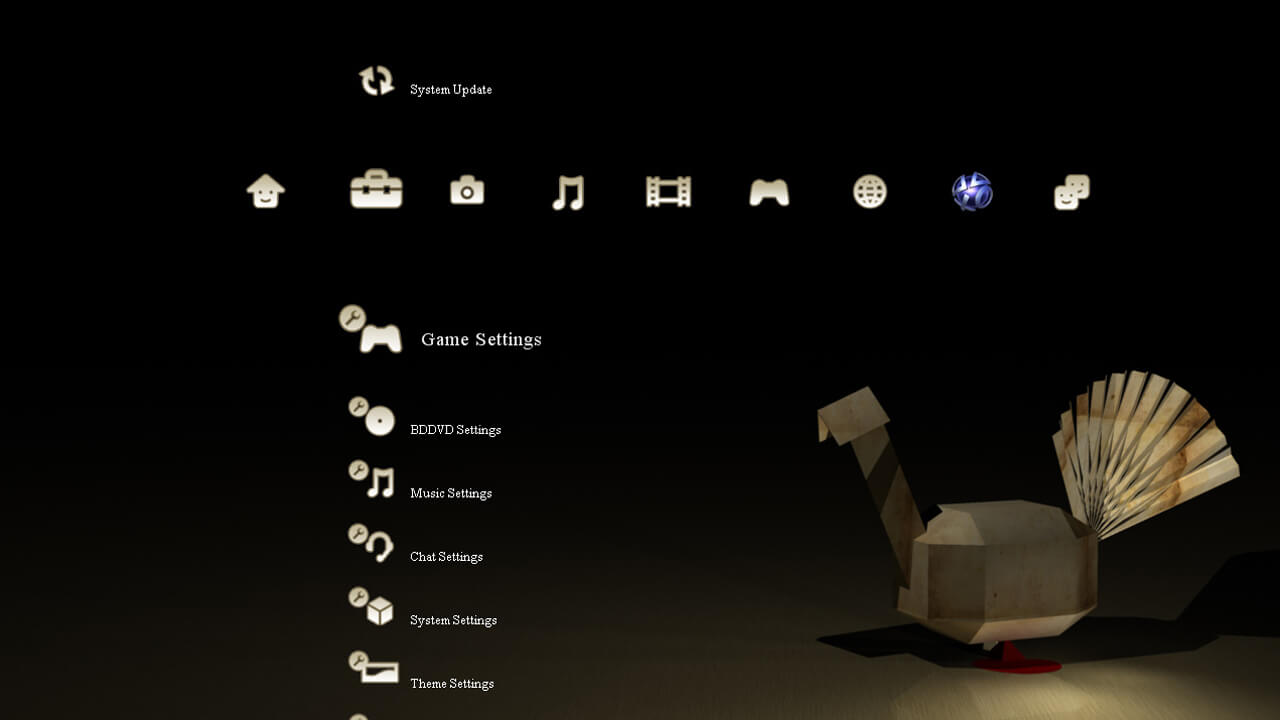 System Update
Game Settings
BDDVD Settings
Music Settings
Chat Settings
System Settings
Theme Settings